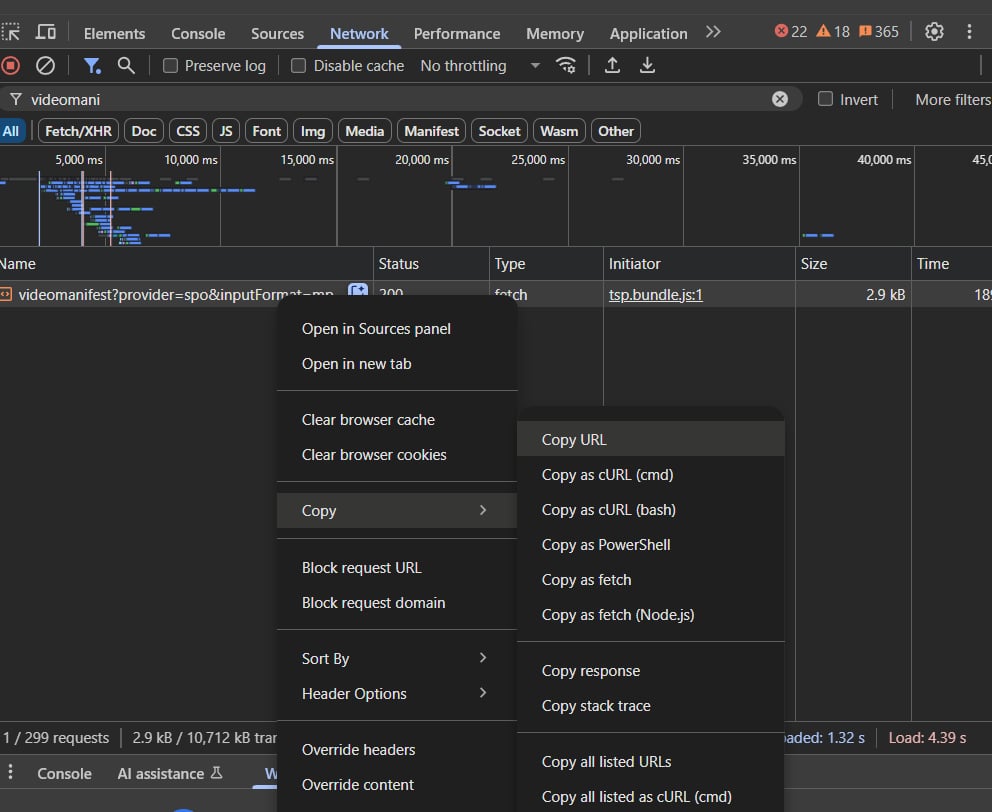 Elements Console Sources Network Performance Memory Application 22 18 365
Preserve log Disable cache No throttling
videomani Invert More filters
All Fetch/XHR Doc CSS JS Font Img Media Manifest Socket Wasm Other
5,000 ms 10,000 ms 15,000 ms 20,000 ms 25,000 ms 30,000 ms 35,000 ms 40,000 ms 45,0
Name Status Type Initiator Size Time
videomanifest?provider=spo&inputFormat=mp... 200 fetch tsp.bundle.js:1 2.9 kB 189
Open in Sources panel
Open in new tab
Clear browser cache
Clear browser cookies
Copy
Block request URL
Block request domain
Sort By
Header Options
Override headers
Override content
Copy URL
Copy as cURL (cmd)
Copy as cURL (bash)
Copy as PowerShell
Copy as fetch
Copy as fetch (Node.js)
Copy response
Copy stack trace
Copy all listed URLs
Copy all listed as cURL (cmd)
1 / 299 requests 2.9 kB / 10,712 kB tran oaded: 1.32 s Load: 4.39 s
Console AI assistance W